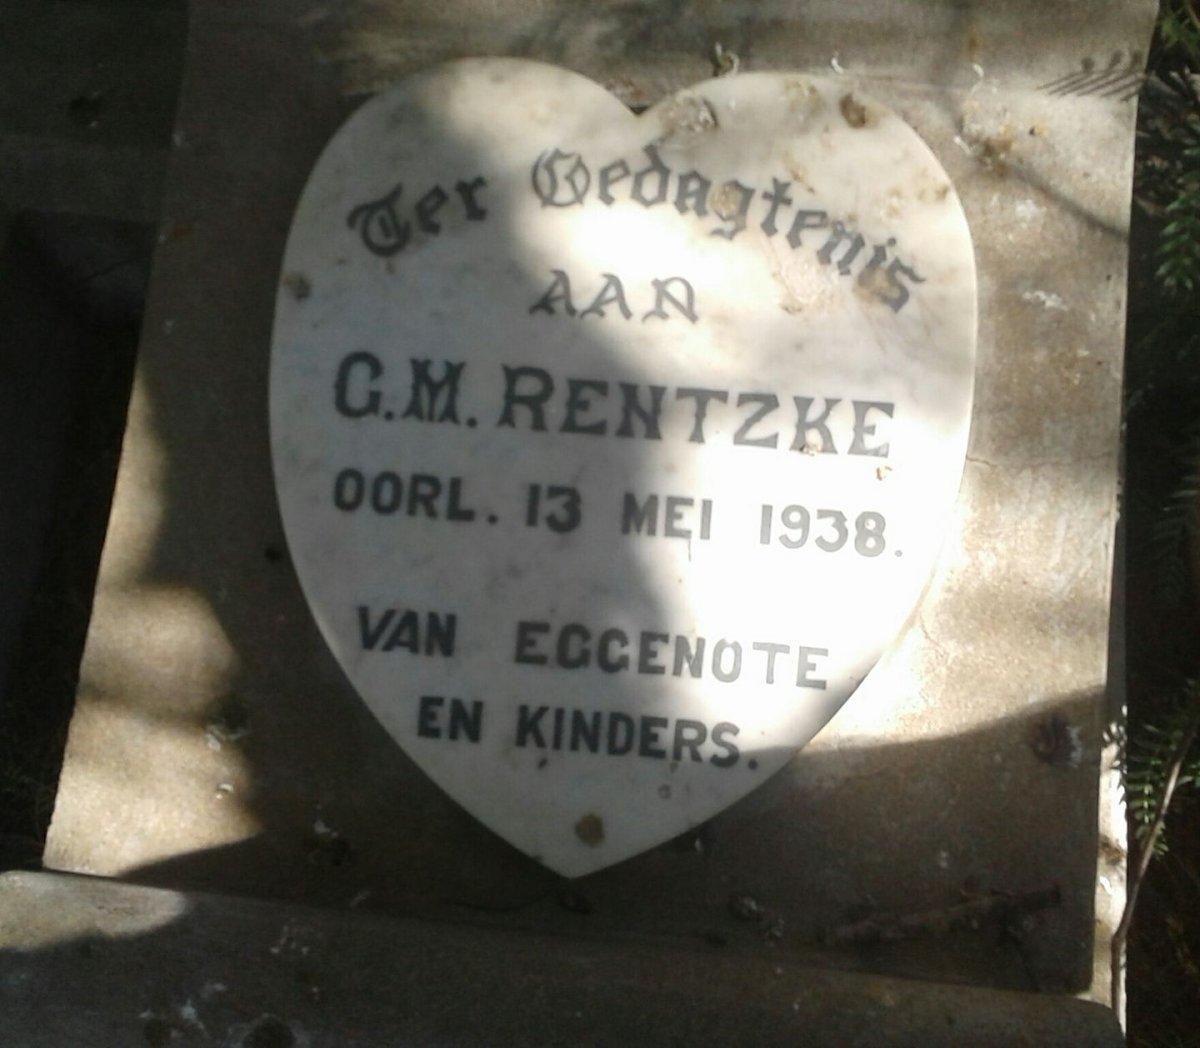 Ter Gedagtenis
AAN
G.M. RENTZKE
OORL. 13 MEI 1938.
VAN EGGENOTE
EN KINDERS.